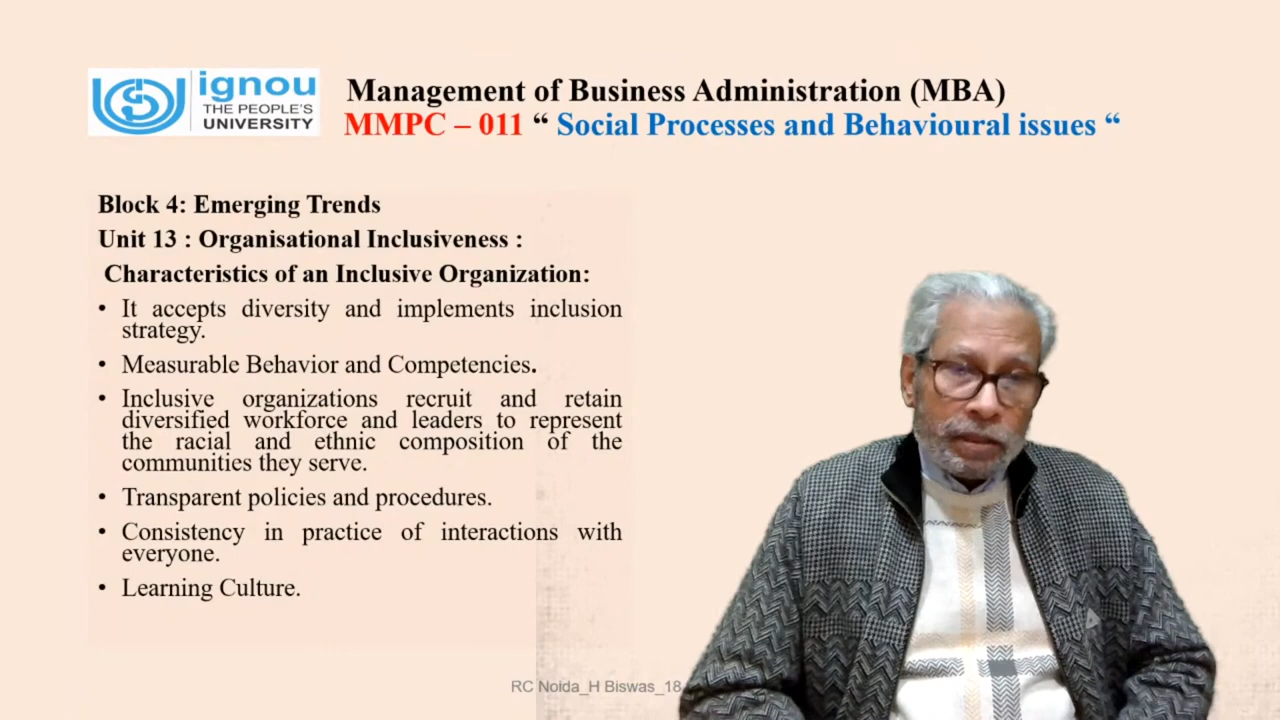 ignou
THE PEOPLE'S
UNIVERSITY
Management of Business Administration (MBA)
MMPC – 011 “ Social Processes and Behavioural issues “
Block 4: Emerging Trends
Unit 13 : Organisational Inclusiveness :
Characteristics of an Inclusive Organization:
• It accepts diversity and implements inclusion
strategy.
• Measurable Behavior and Competencies.
• Inclusive organizations recruit and retain
diversified workforce and leaders to represent
the racial and ethnic composition of the
communities they serve.
• Transparent policies and procedures.
• Consistency in practice of interactions with
everyone.
• Learning Culture.
RC Noida_H Biswas_18